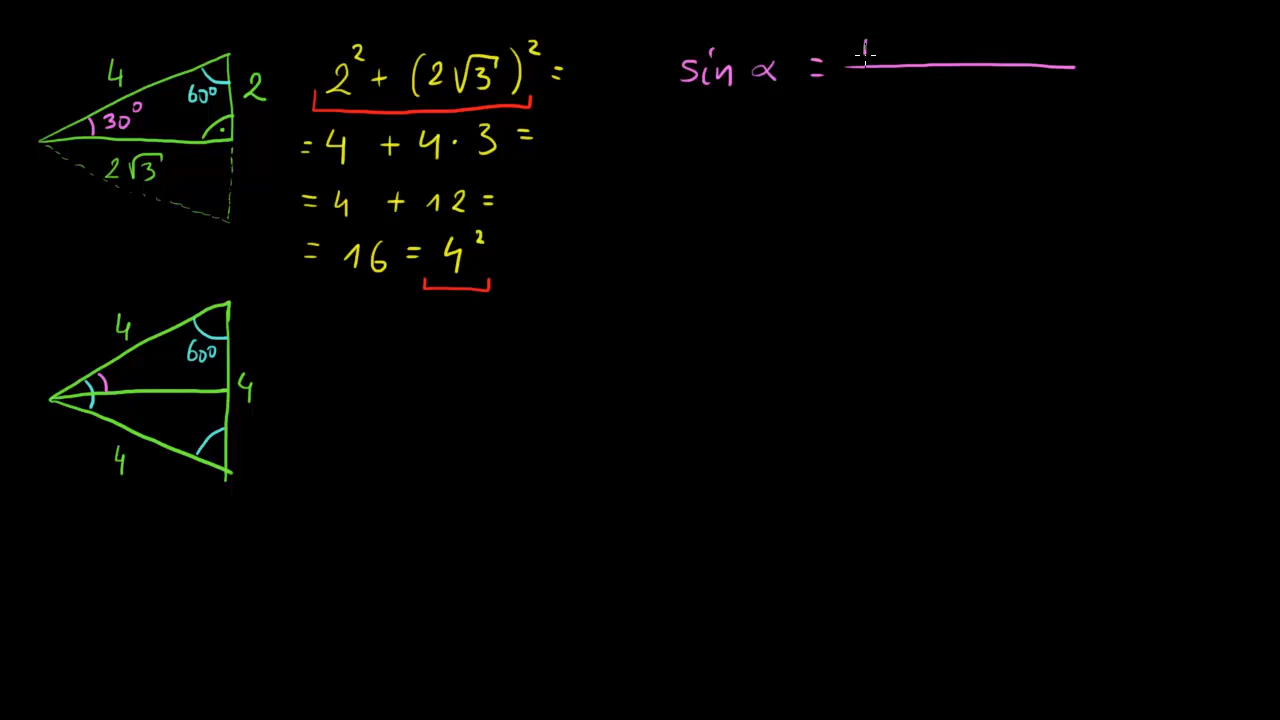 4
60°
2
30°
2√3
2² + (2√3)² =
= 4 + 4 · 3 =
= 4 + 12 =
= 16 = 4²
sin α =
4
60°
4
4